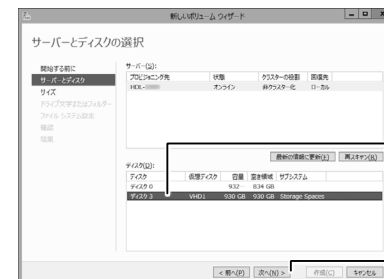 新しいボリューム ウィザード
サーバーとディスクの選択
開始する前に
サーバーとディスク
サイズ
ドライブ文字またはフォルダー
ファイル システム設定
確認
結果
サーバー(S):
プロビジョニング先 状態 クラスターの役割 回復先
HDL- オンライン 非クラスター化 ローカル
最新の情報に更新(E) 再スキャン(R)
ディスク(D):
ディスク 仮想ディスク 容量 空き領域 サブシステム
ディスク 0 932 834 GB
ディスク 3 VHD1 930 GB 930 GB Storage Spaces
< 前へ(P) 次へ(N) > 作成(C) キャンセル